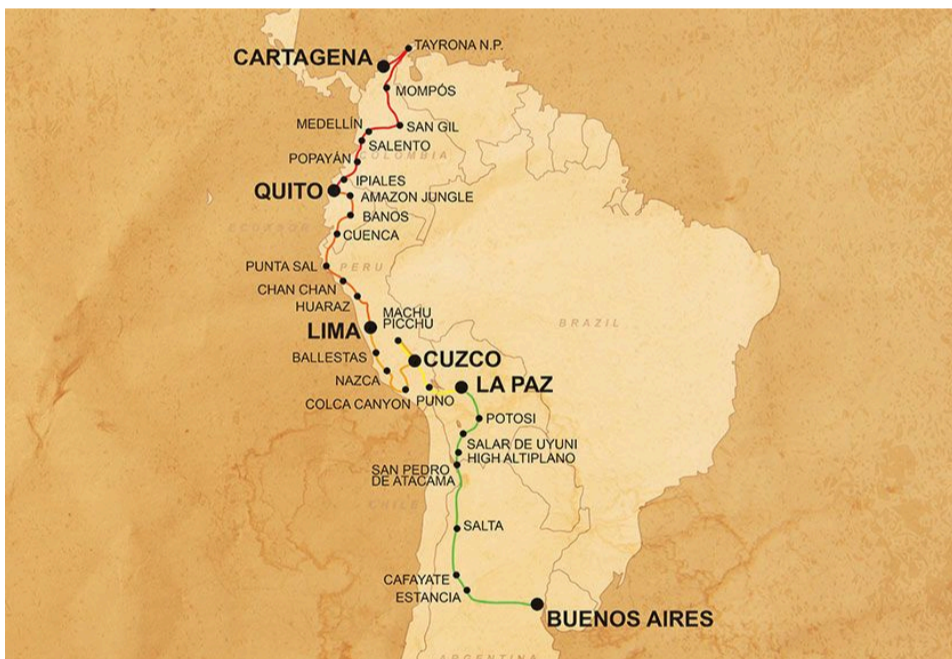 TAYRONA N.P.
CARTAGENA
MOMPÓS
MEDELLÍN
SAN GIL
SALENTO
COLOMBIA
POPAYÁN
IPIALES
QUITO
AMAZON JUNGLE
BANOS
ECUADOR
CUENCA
PUNTA SAL
PERU
CHAN CHAN
HUARAZ
MACHU
PICCHU
LIMA
BRAZIL
BALLESTAS
CUZCO
NAZCA
LA PAZ
COLCA CANYON
PUNO
POTOSI
SALAR DE UYUNI
HIGH ALTIPLANO
SAN PEDRO
DE ATACAMA
CHILE
SALTA
CAFAYATE
ESTANCIA
BUENOS AIRES
ARGENTINA